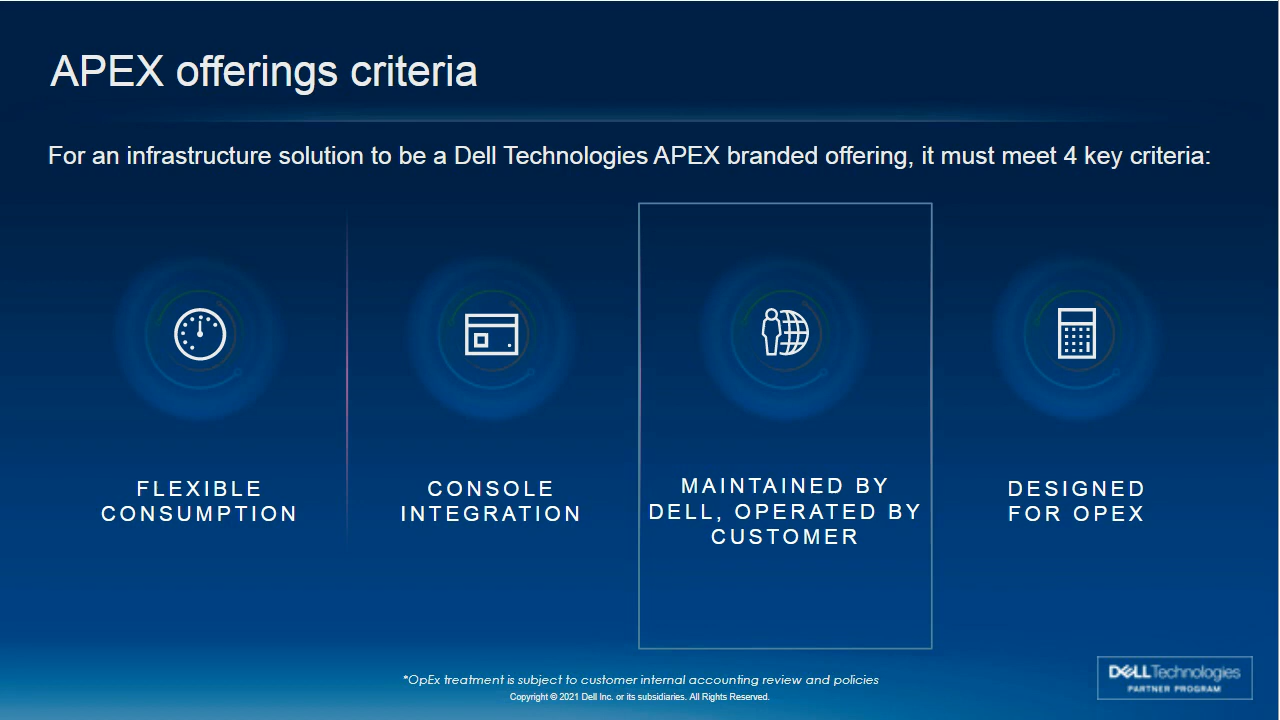 APEX offerings criteria
For an infrastructure solution to be a Dell Technologies APEX branded offering, it must meet 4 key criteria:
FLEXIBLE
CONSUMPTION
CONSOLE
INTEGRATION
MAINTAINED BY
DELL, OPERATED BY
CUSTOMER
DESIGNED
FOR OPEX
*OpEx treatment is subject to customer internal accounting review and policies
Copyright © 2021 Dell Inc. or its subsidiaries. All Rights Reserved.
DELLTechnologies
PARTNER PROGRAM